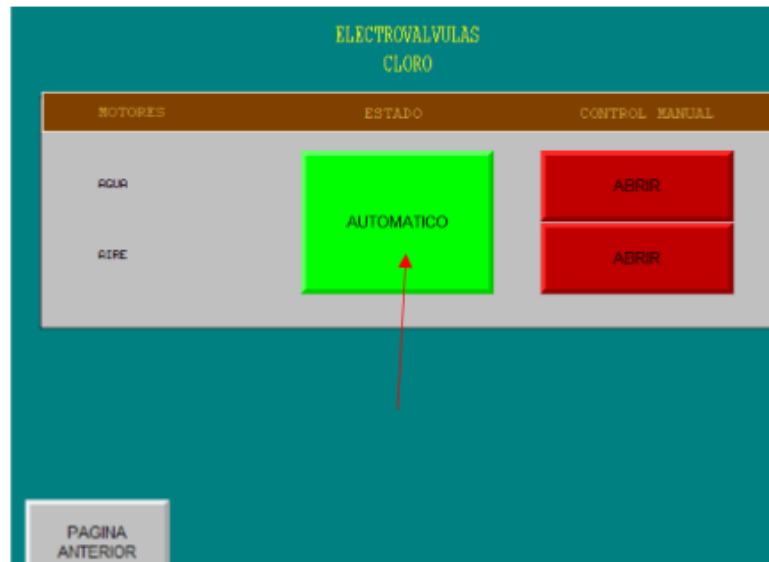 ELECTROVALVULAS
CLORO
MOTORES ESTADO CONTROL MANUAL
AGUA
AUTOMATICO
ABRIR
AIRE
ABRIR
PAGINA
ANTERIOR